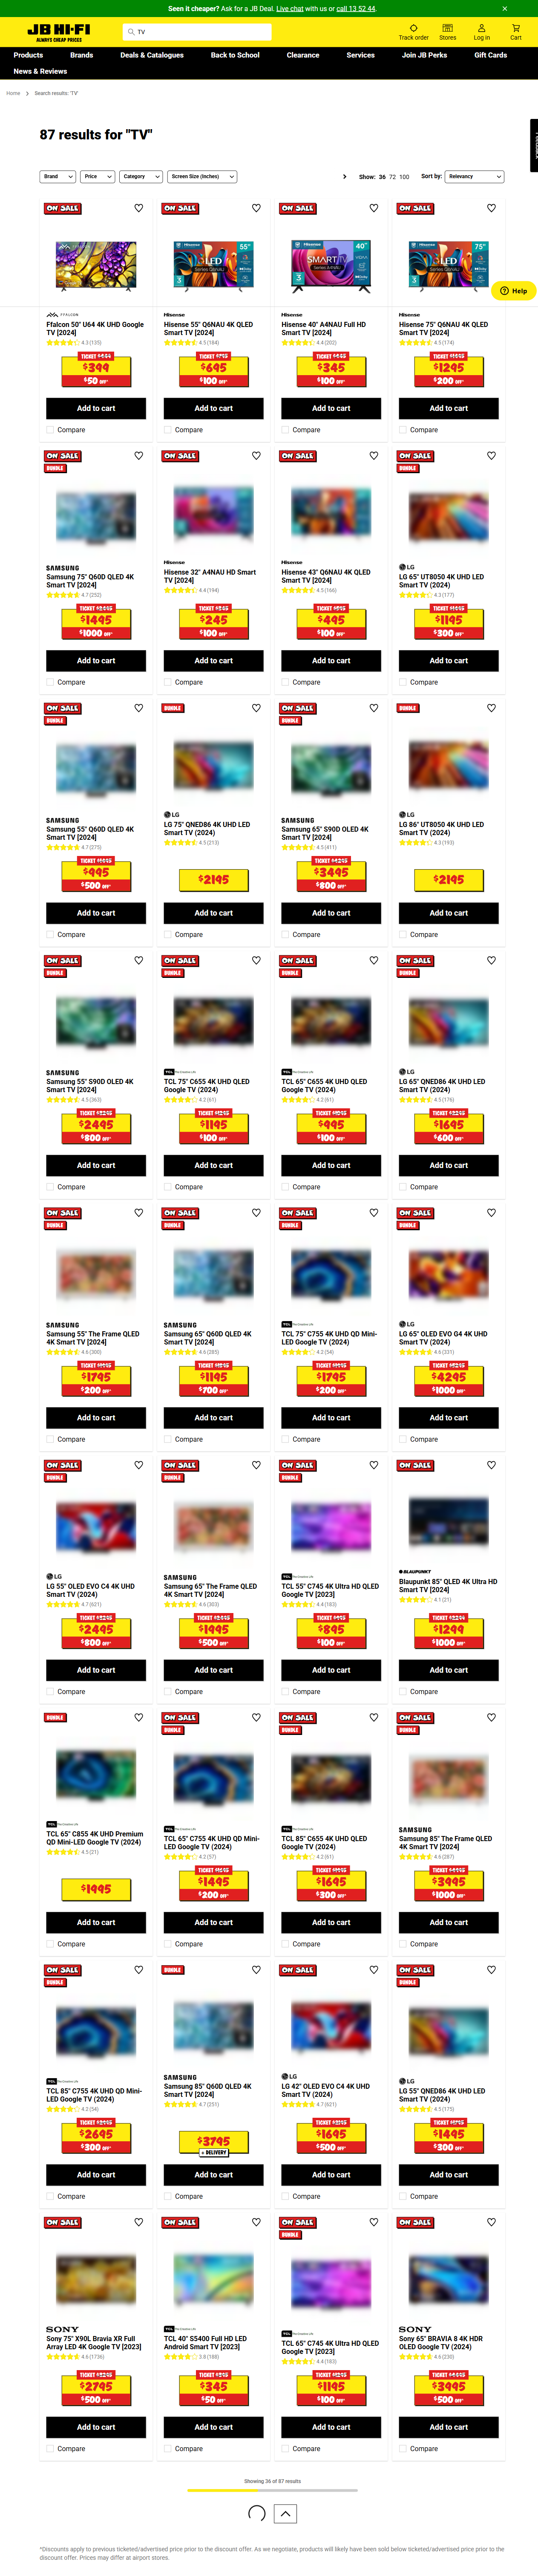 Seen it cheaper? Ask for a JB Deal. Live chat with us or call 13 52 44.
JB HI-FI
ALWAYS CHEAP PRICES
TV
Track order
Stores
Log in
Cart
Products
Brands
Deals & Catalogues
Back to School
Clearance
Services
Join JB Perks
Gift Cards
News & Reviews
Home
Search results: 'TV'
87 results for "TV"
Brand
Price
Category
Screen Size (Inches)
Show: 36 72 100
Sort by:
Relevancy
Help
ON SALE
FFALCON
Ffalcon 50" U64 4K UHD Google
TV [2024]
4.3 (135)
$399
$50 OFF*
Add to cart
Compare
ON SALE
Hisense
Hisense 55" Q6NAU 4K QLED
Smart TV [2024]
4.5 (184)
TICKET $795
$695
$100 OFF*
Add to cart
Compare
ON SALE
Hisense
Hisense 40" A4NAU Full HD
Smart TV [2024]
4.4 (202)
TICKET $445
$345
$100 OFF*
Add to cart
Compare
ON SALE
Hisense
Hisense 75" Q6NAU 4K QLED
Smart TV [2024]
4.5 (174)
TICKET $1495
$1295
$200 OFF*
Add to cart
Compare
ON SALE
BUNDLE
SAMSUNG
Samsung 75" Q60D QLED 4K
Smart TV [2024]
4.7 (252)
TICKET $2495
$1495
$1000 OFF*
Add to cart
Compare
ON SALE
Hisense
Hisense 32" A4NAU HD Smart
TV [2024]
4.4 (194)
TICKET $345
$245
$100 OFF*
Add to cart
Compare
ON SALE
Hisense
Hisense 43" Q6NAU 4K QLED
Smart TV [2024]
4.5 (166)
TICKET $595
$495
$100 OFF*
Add to cart
Compare
ON SALE
BUNDLE
LG
LG 65" UT8050 4K UHD LED
Smart TV (2024)
4.3 (177)
TICKET $1495
$1195
$300 OFF*
Add to cart
Compare
ON SALE
BUNDLE
SAMSUNG
Samsung 55" Q60D QLED 4K
Smart TV [2024]
4.7 (275)
TICKET $1495
$995
$500 OFF*
Add to cart
Compare
BUNDLE
LG
LG 75" QNED86 4K UHD LED
Smart TV (2024)
4.5 (213)
$2195
Add to cart
Compare
ON SALE
BUNDLE
SAMSUNG
Samsung 65" S90D OLED 4K
Smart TV [2024]
4.5 (411)
TICKET $4295
$3495
$800 OFF*
Add to cart
Compare
BUNDLE
LG
LG 86" UT8050 4K UHD LED
Smart TV (2024)
4.3 (193)
$2195
Add to cart
Compare
ON SALE
BUNDLE
SAMSUNG
Samsung 55" S90D OLED 4K
Smart TV [2024]
4.5 (363)
TICKET $3295
$2495
$800 OFF*
Add to cart
Compare
ON SALE
BUNDLE
TCL
TCL 75" C655 4K UHD QLED
Google TV (2024)
4.2 (61)
TICKET $1295
$1195
$100 OFF*
Add to cart
Compare
ON SALE
BUNDLE
TCL
TCL 65" C655 4K UHD QLED
Google TV (2024)
4.2 (61)
TICKET $1095
$995
$100 OFF*
Add to cart
Compare
ON SALE
BUNDLE
LG
LG 65" QNED86 4K UHD LED
Smart TV (2024)
4.5 (176)
TICKET $2295
$1695
$600 OFF*
Add to cart
Compare
ON SALE
BUNDLE
SAMSUNG
Samsung 55" The Frame QLED
4K Smart TV [2024]
4.6 (300)
TICKET $1995
$1795
$200 OFF*
Add to cart
Compare
ON SALE
BUNDLE
SAMSUNG
Samsung 65" Q60D QLED 4K
Smart TV [2024]
4.6 (285)
TICKET $1895
$1195
$700 OFF*
Add to cart
Compare
ON SALE
BUNDLE
TCL
TCL 75" C755 4K UHD QD Mini-
LED Google TV (2024)
4.2 (54)
TICKET $1995
$1795
$200 OFF*
Add to cart
Compare
ON SALE
BUNDLE
LG
LG 65" OLED EVO G4 4K UHD
Smart TV (2024)
4.6 (331)
TICKET $5295
$4295
$1000 OFF*
Add to cart
Compare
ON SALE
BUNDLE
LG
LG 55" OLED EVO C4 4K UHD
Smart TV (2024)
4.7 (621)
TICKET $3295
$2495
$800 OFF*
Add to cart
Compare
ON SALE
BUNDLE
SAMSUNG
Samsung 65" The Frame QLED
4K Smart TV [2024]
4.6 (303)
TICKET $2495
$1995
$500 OFF*
Add to cart
Compare
ON SALE
BUNDLE
TCL
TCL 55" C745 4K Ultra HD QLED
Google TV [2023]
4.4 (183)
TICKET $995
$895
$100 OFF*
Add to cart
Compare
ON SALE
BLAUPUNKT
Blaupunkt 85" QLED 4K Ultra HD
Smart TV [2024]
4.1 (21)
TICKET $2299
$1299
$1000 OFF*
Add to cart
Compare
BUNDLE
TCL
TCL 65" C855 4K UHD Premium
QD Mini-LED Google TV (2024)
4.5 (21)
$1995
Add to cart
Compare
ON SALE
BUNDLE
TCL
TCL 65" C755 4K UHD QD Mini-
LED Google TV (2024)
4.2 (57)
TICKET $1695
$1495
$200 OFF*
Add to cart
Compare
ON SALE
BUNDLE
TCL
TCL 85" C655 4K UHD QLED
Google TV (2024)
4.2 (61)
TICKET $1995
$1695
$300 OFF*
Add to cart
Compare
ON SALE
BUNDLE
SAMSUNG
Samsung 85" The Frame QLED
4K Smart TV [2024]
4.6 (287)
TICKET $4995
$3995
$1000 OFF*
Add to cart
Compare
ON SALE
BUNDLE
TCL
TCL 85" C755 4K UHD QD Mini-
LED Google TV (2024)
4.2 (54)
TICKET $2995
$2695
$300 OFF*
Add to cart
Compare
BUNDLE
SAMSUNG
Samsung 85" Q60D QLED 4K
Smart TV [2024]
4.7 (251)
$3795
+ DELIVERY
Add to cart
Compare
ON SALE
LG
LG 42" OLED EVO C4 4K UHD
Smart TV (2024)
4.7 (621)
TICKET $2195
$1695
$500 OFF*
Add to cart
Compare
ON SALE
BUNDLE
LG
LG 55" QNED86 4K UHD LED
Smart TV (2024)
4.5 (175)
TICKET $1795
$1495
$300 OFF*
Add to cart
Compare
ON SALE
SONY
Sony 75" X90L Bravia XR Full
Array LED 4K Google TV [2023]
4.6 (1736)
TICKET $3295
$2795
$500 OFF*
Add to cart
Compare
ON SALE
TCL
TCL 40" S5400 Full HD LED
Android Smart TV [2023]
3.8 (188)
TICKET $395
$345
$50 OFF*
Add to cart
Compare
ON SALE
BUNDLE
TCL
TCL 65" C745 4K Ultra HD QLED
Google TV [2023]
4.4 (183)
TICKET $1295
$1195
$100 OFF*
Add to cart
Compare
ON SALE
SONY
Sony 65" BRAVIA 8 4K HDR
OLED Google TV (2024)
4.6 (230)
TICKET $4495
$3995
$500 OFF*
Add to cart
Compare
Showing 36 of 87 results
*Discounts apply to previous ticketed/advertised price prior to the discount offer. As we negotiate, products will likely have been sold below ticketed/advertised price prior to the
discount offer. Prices may differ at airport stores.